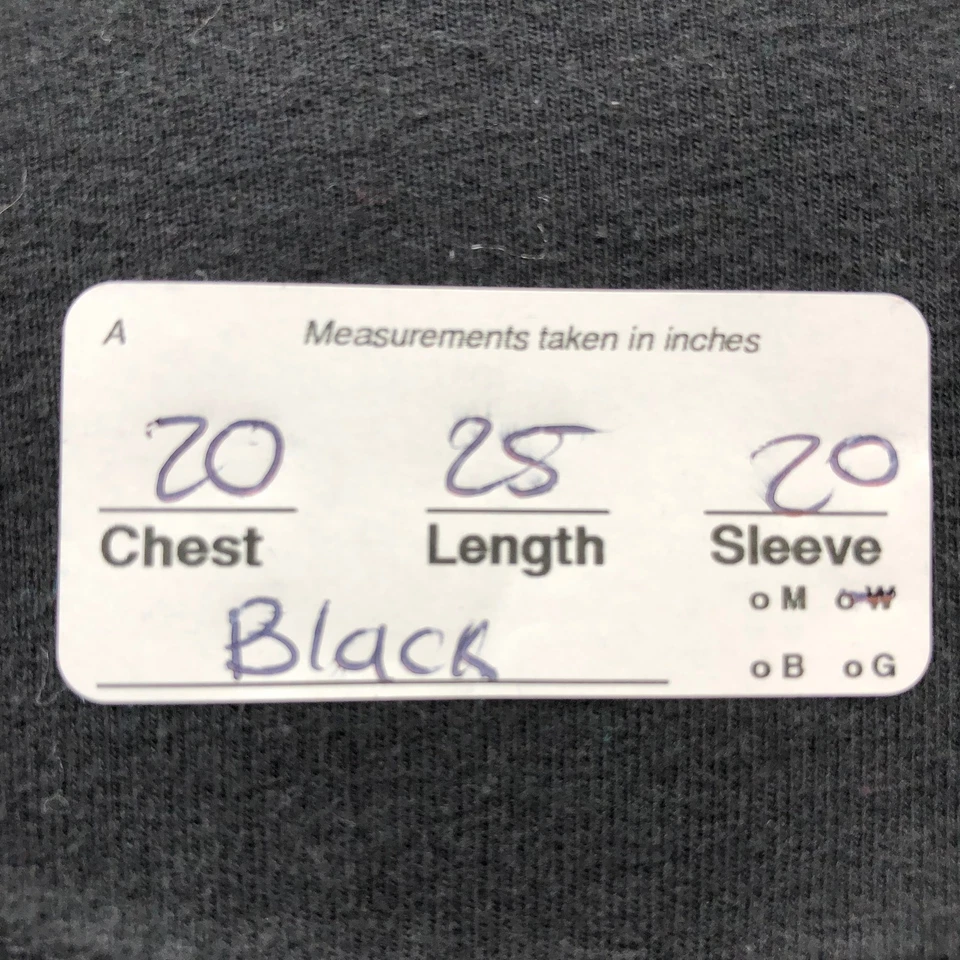 A Measurements taken in inches
20 25 20
Chest Length Sleeve
o M o W
Black
o B o G